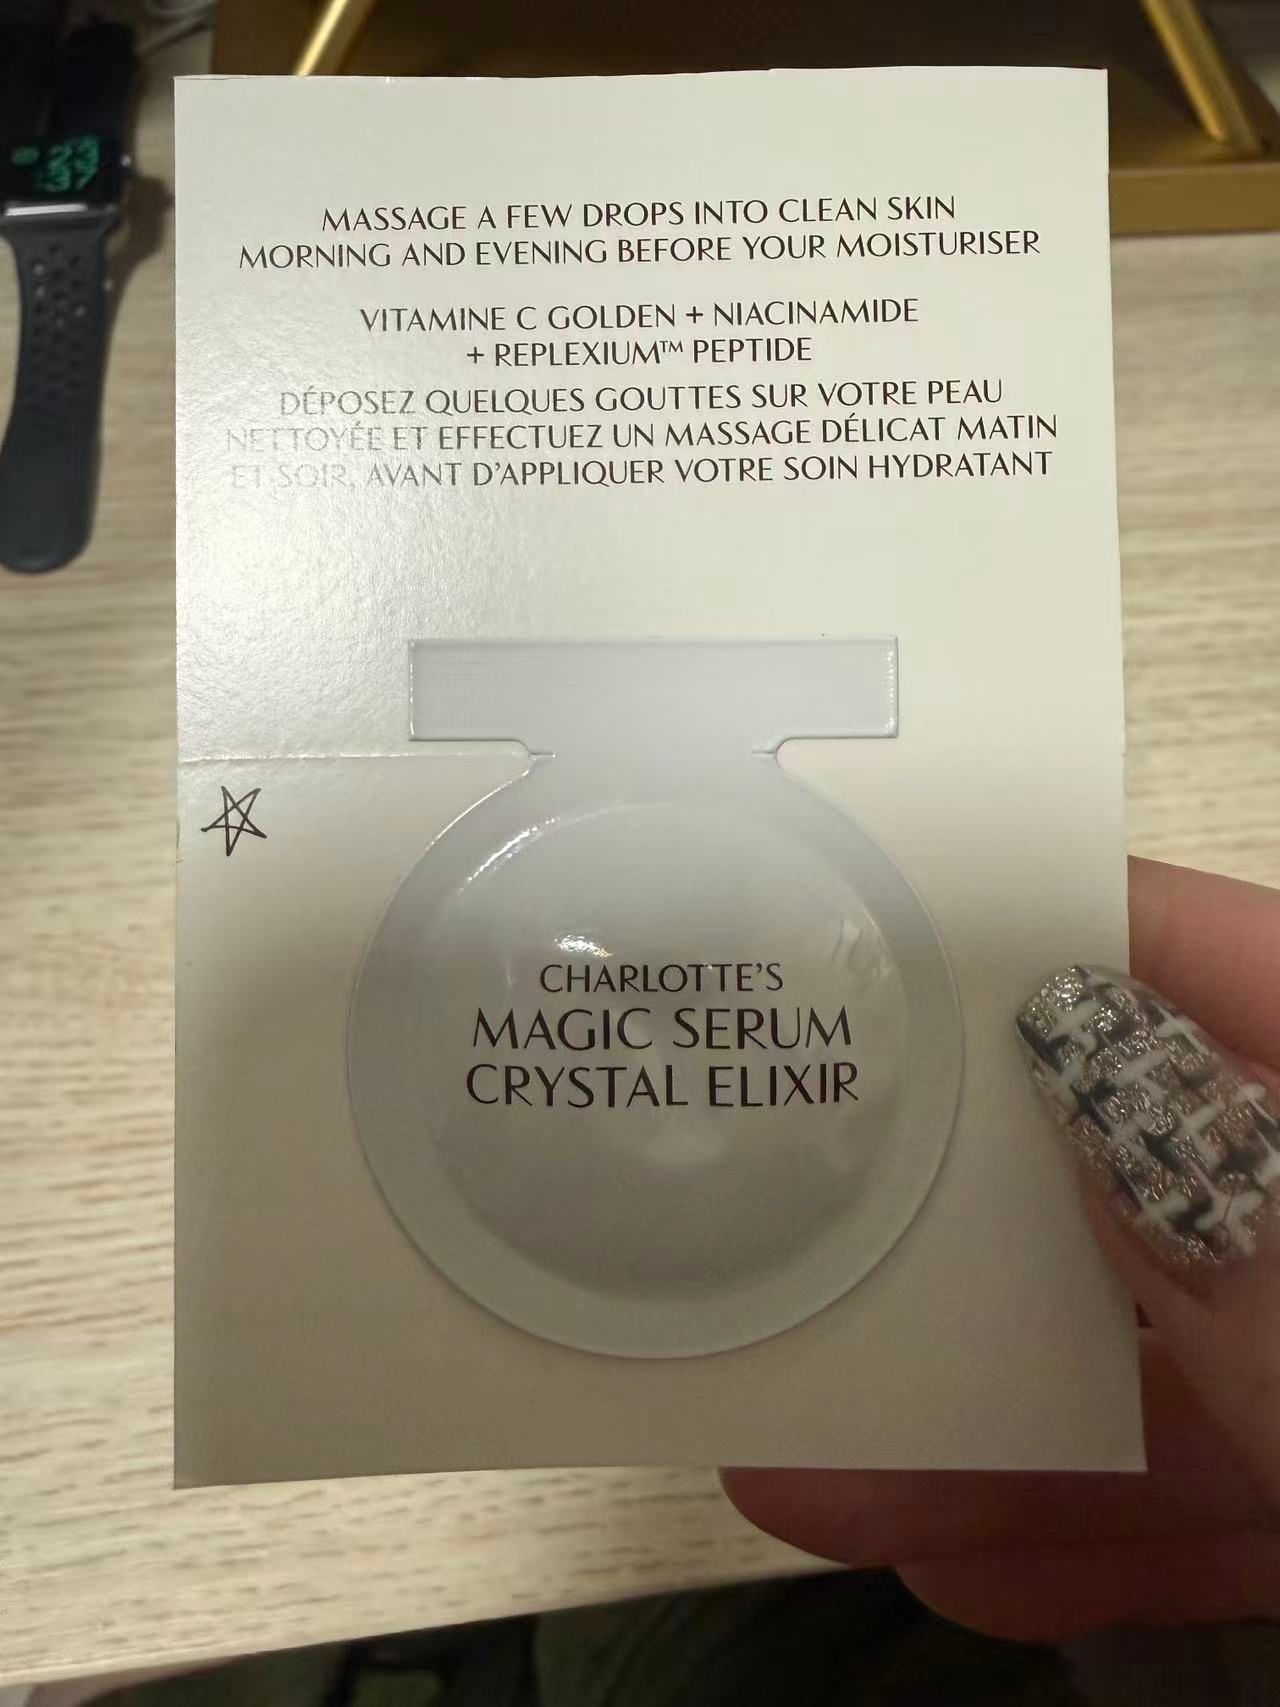 23
37
MASSAGE A FEW DROPS INTO CLEAN SKIN
MORNING AND EVENING BEFORE YOUR MOISTURISER
VITAMINE C GOLDEN + NIACINAMIDE
+ REPLEXIUM™ PEPTIDE
DÉPOSEZ QUELQUES GOUTTES SUR VOTRE PEAU
NETTOYÉE ET EFFECTUEZ UN MASSAGE DÉLICAT MATIN
ET SOIR, AVANT D'APPLIQUER VOTRE SOIN HYDRATANT
CHARLOTTE'S
MAGIC SERUM
CRYSTAL ELIXIR